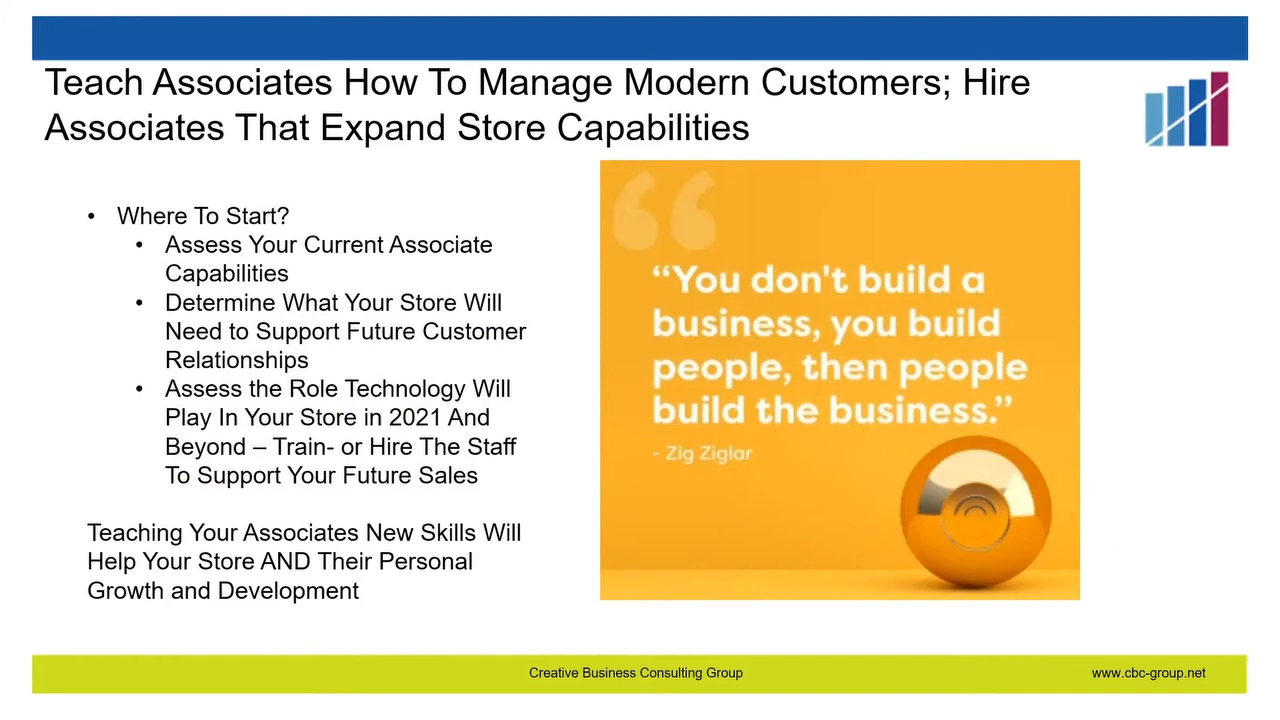 Teach Associates How To Manage Modern Customers; Hire
Associates That Expand Store Capabilities
• Where To Start?
• Assess Your Current Associate
Capabilities
• Determine What Your Store Will
Need to Support Future Customer
Relationships
• Assess the Role Technology Will
Play In Your Store in 2021 And
Beyond – Train- or Hire The Staff
To Support Your Future Sales
Teaching Your Associates New Skills Will
Help Your Store AND Their Personal
Growth and Development
“You don't build a
business, you build
people, then people
build the business.”
- Zig Ziglar
Creative Business Consulting Group
www.cbc-group.net